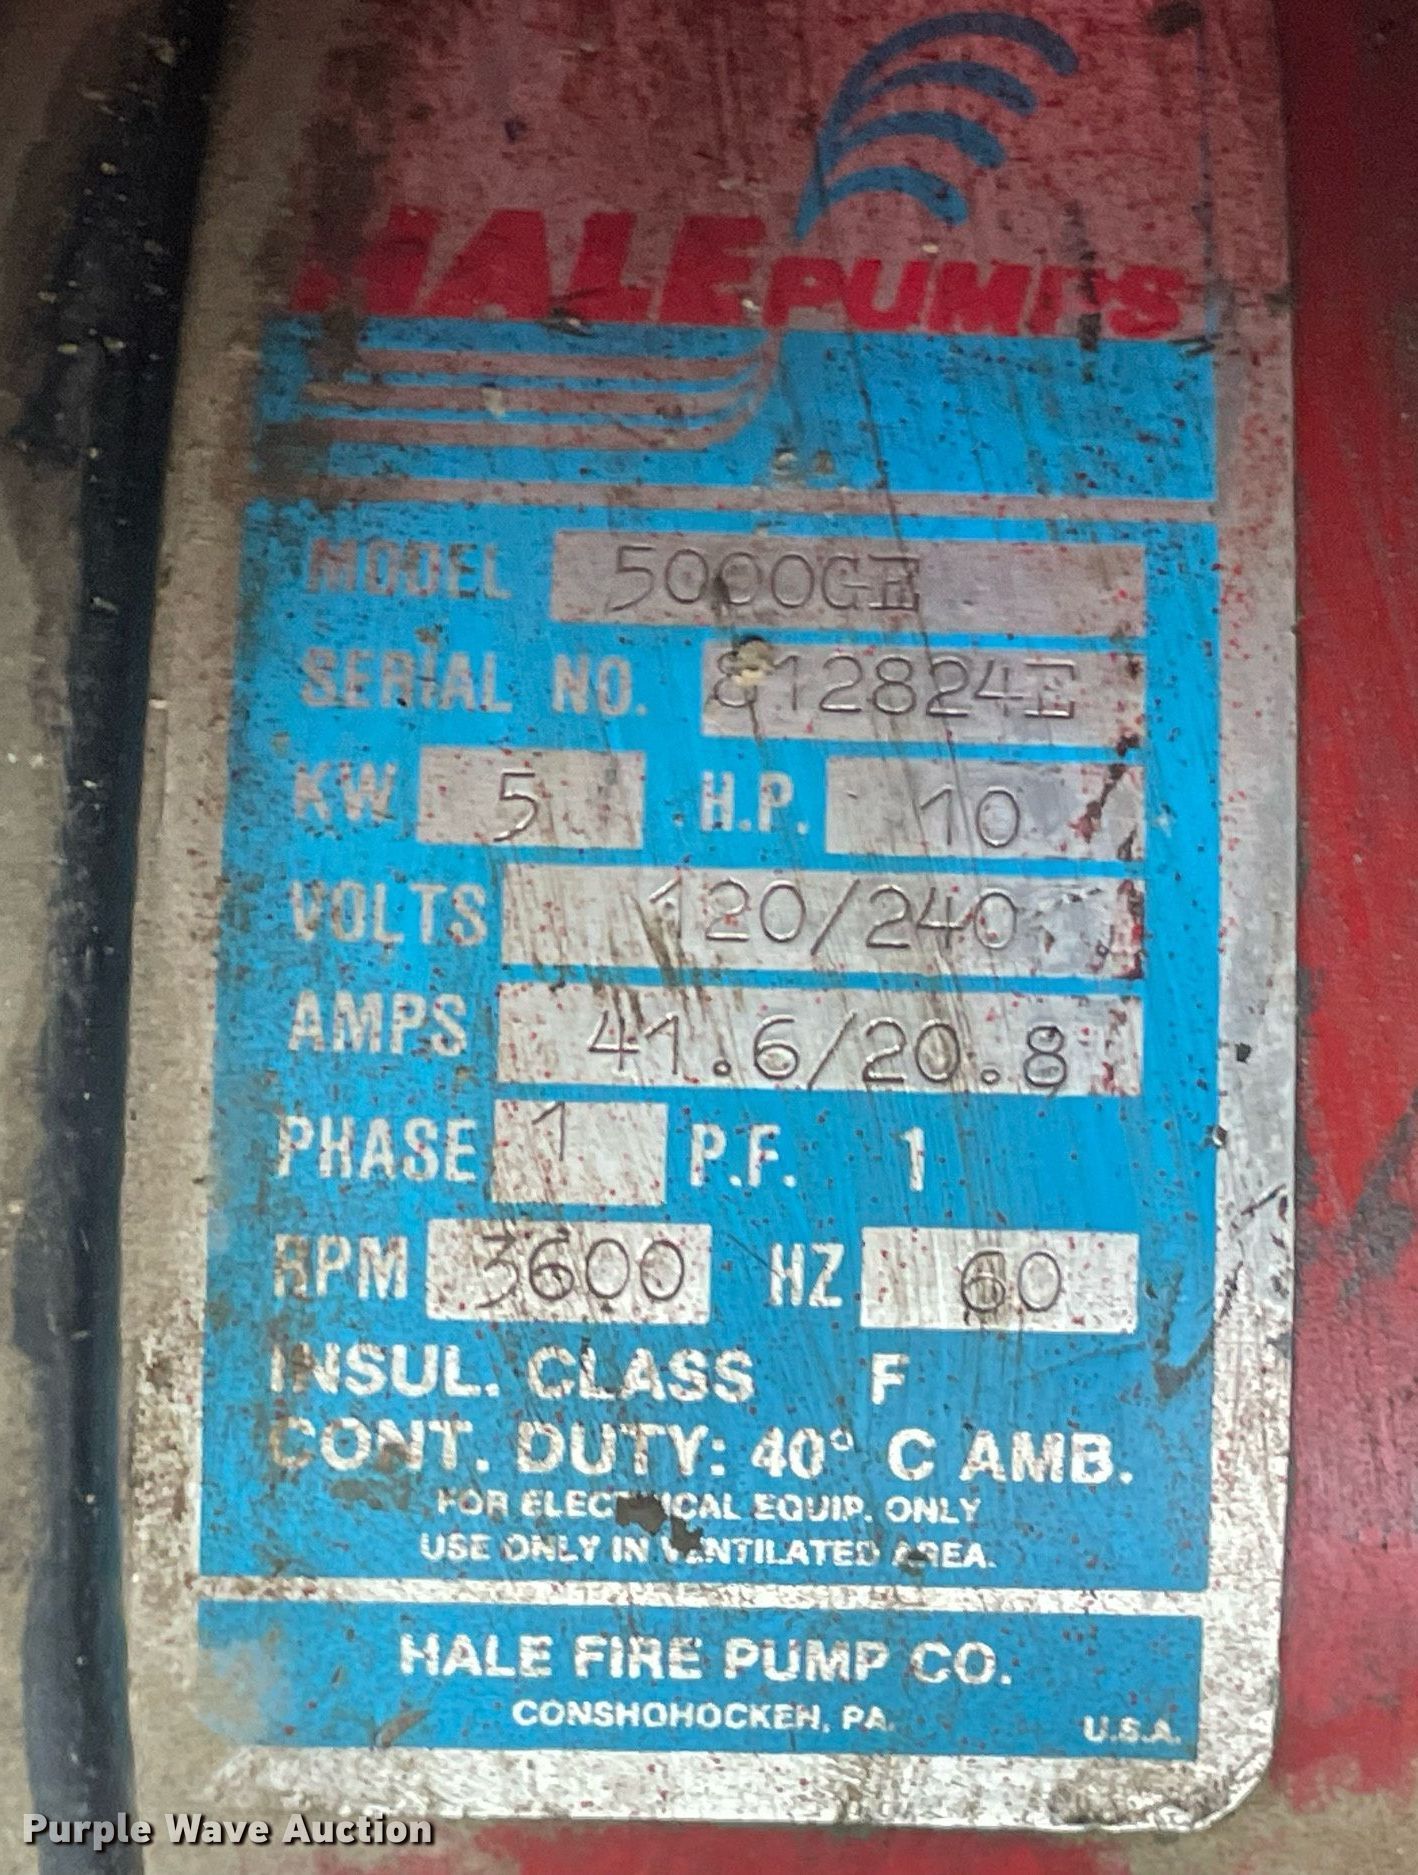 HALE PUMPS
MODEL 5000GE
SERIAL NO. 812824E
KW 5 H.P. 10
VOLTS 120/240
AMPS 41.6/20.8
PHASE 1 P.F. 1
RPM 3600 HZ 60
INSUL. CLASS F
CONT. DUTY: 40° C AMB.
FOR ELECTRICAL EQUIP. ONLY
USE ONLY IN VENTILATED AREA.
HALE FIRE PUMP CO.
CONSHOHOCKEN, PA.
U.S.A.
Purple Wave Auction